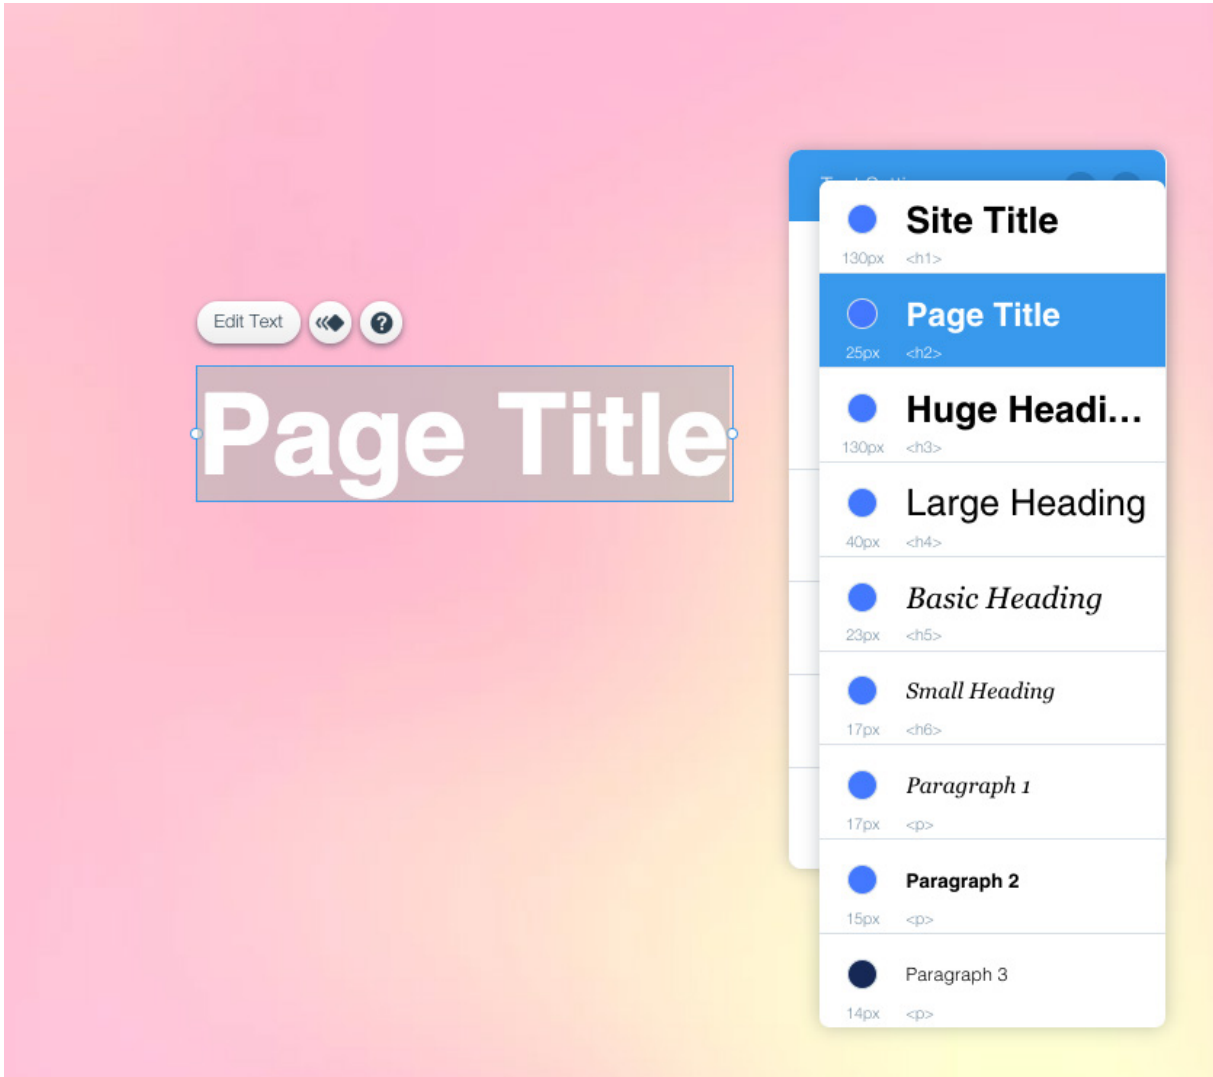 Site Title
130px <h1>
Edit Text
Page Title
25px <h2>
Page Title
Huge Headi...
130px <h3>
Large Heading
40px <h4>
Basic Heading
23px <h5>
Small Heading
17px <h6>
Paragraph 1
17px <p>
Paragraph 2
15px <p>
Paragraph 3
14px <p>